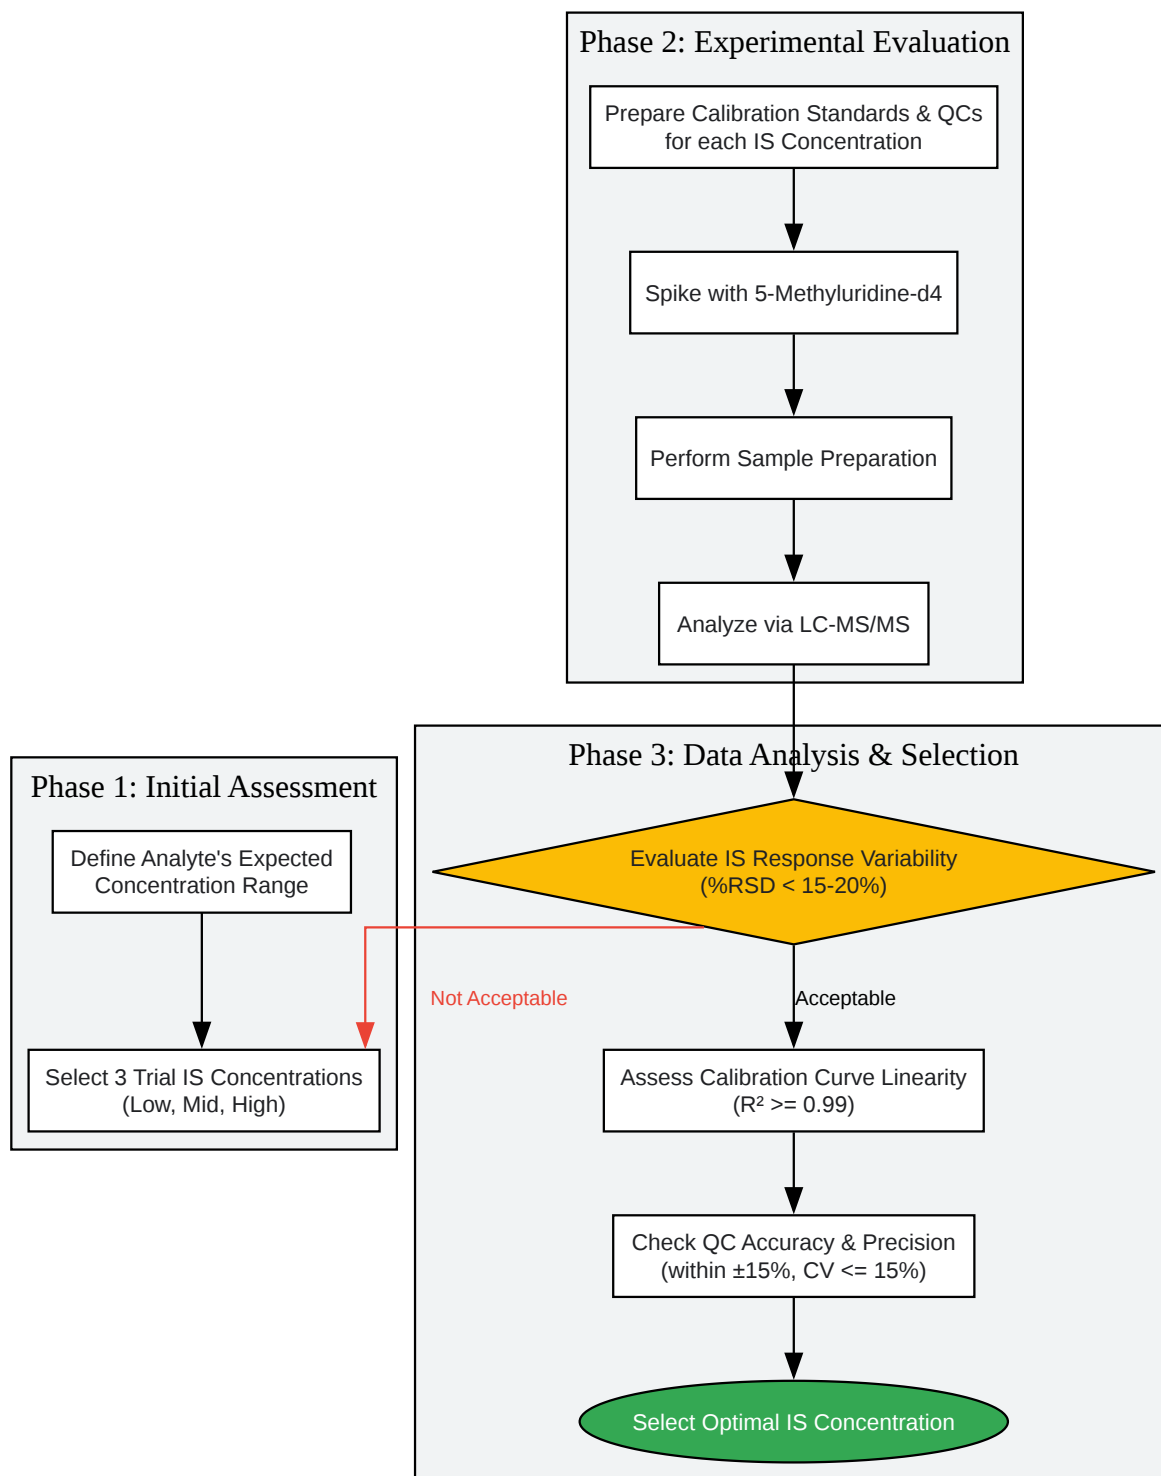 Phase 2: Experimental Evaluation
Prepare Calibration Standards & QCs
for each IS Concentration
Spike with 5-Methyluridine-d4
Perform Sample Preparation
Analyze via LC-MS/MS
Phase 3: Data Analysis & Selection
Phase 1: Initial Assessment
Define Analyte's Expected
Concentration Range
Evaluate IS Response Variability
(%RSD < 15-20%)
Not Acceptable
Acceptable
Select 3 Trial IS Concentrations
(Low, Mid, High)
Assess Calibration Curve Linearity
(R² >= 0.99)
Check QC Accuracy & Precision
(within ±15%, CV <= 15%)
Select Optimal IS Concentration